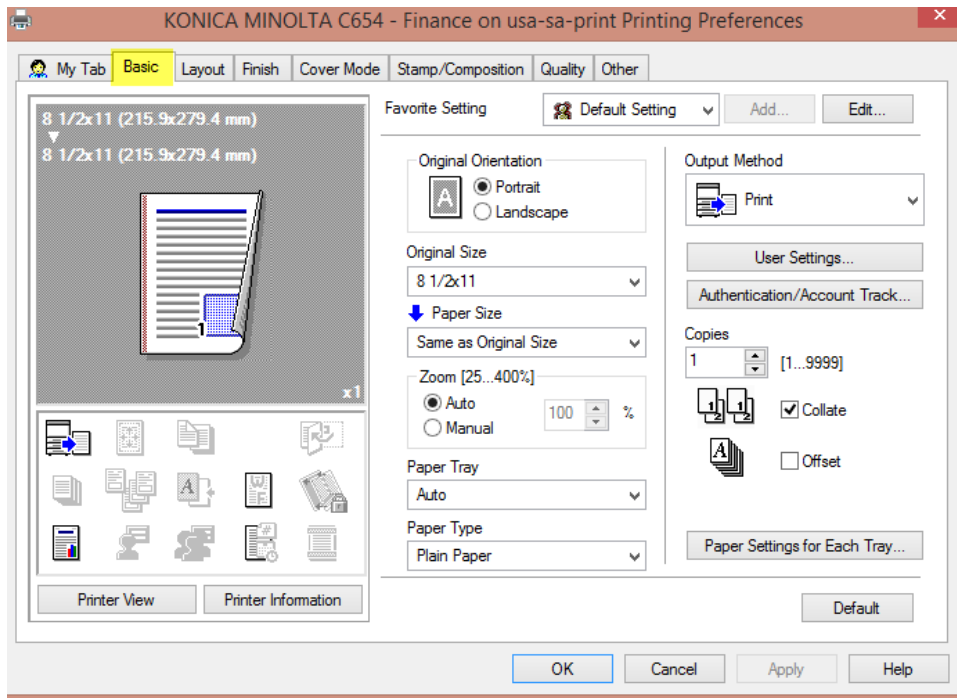 KONICA MINOLTA C654 - Finance on usa-sa-print Printing Preferences
My Tab Basic Layout Finish Cover Mode Stamp/Composition Quality Other
8 1/2x11 (215.9x279.4 mm)
8 1/2x11 (215.9x279.4 mm)
1
x1
Printer View Printer Information
Favorite Setting Default Setting Add... Edit...
Original Orientation
A Portrait
Landscape
Original Size
8 1/2x11
Paper Size
Same as Original Size
Zoom [25...400%]
Auto
Manual
100 %
Paper Tray
Auto
Paper Type
Plain Paper
Output Method
Print
User Settings...
Authentication/Account Track...
Copies
1 [1...9999]
Collate
Offset
Paper Settings for Each Tray...
Default
OK Cancel Apply Help